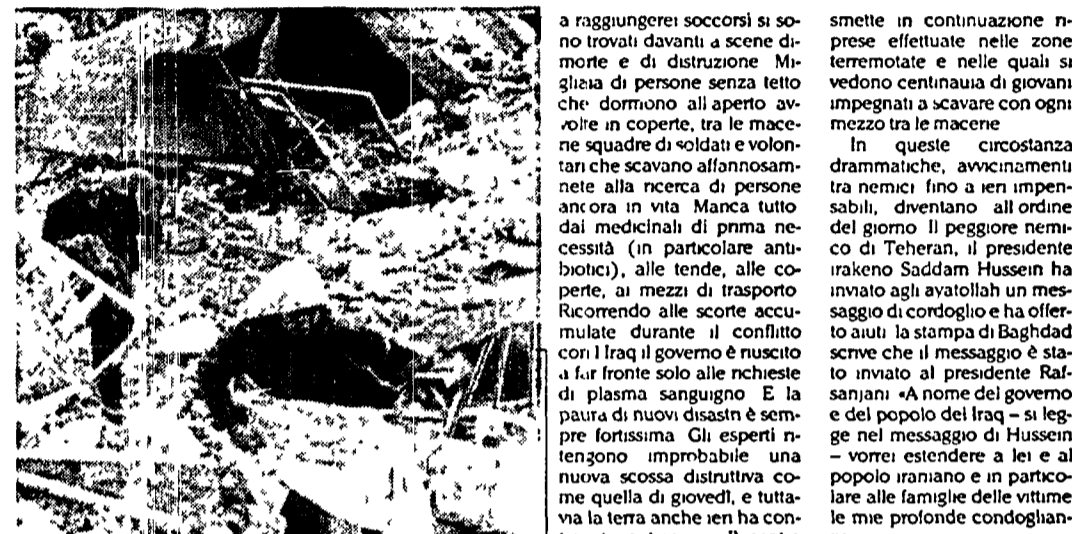 a raggiungerei soccorsi si so-
no trovati davanti a scene di-
morte e di distruzione Mi-
gliaia di persone senza tetto
che dormono all aperto av-
volte in coperte, tra le mace-
rie squadre di soldati e volon-
tari che scavano affannosam-
nete alla ricerca di persone
ancora in vita Manca tutto
dai medicinali di prima ne-
cessità (in particolare anti-
biotici), alle tende, alle co-
perte, ai mezzi di trasporto
Ricorrendo alle scorte accu-
mulate durante il conflitto
con l Iraq il governo è riuscito
a far fronte solo alle richieste
di plasma sanguigno E la
paura di nuovi disastri è sem-
pre fortissima Gli esperti ri-
tengono improbabile una
nuova scossa distruttiva co-
me quella di giovedì, e tutta-
via la terra anche ieri ha con-
smette in continuazione ri-
prese effettuate nelle zone
terremotate e nelle quali si
vedono centinaia di giovani
impegnati a scavare con ogni
mezzo tra le macerie
In queste circostanza
drammatiche, avvicinamenti
tra nemici fino a ieri impen-
sabili, diventano all ordine
del giorno Il peggiore nemi-
co di Teheran, il presidente
irakeno Saddam Hussein ha
inviato agli ayatollah un mes-
saggio di cordoglio e ha offer-
to aiuti la stampa di Baghdad
scrive che il messaggio è sta-
to inviato al presidente Raf-
sanjani «A nome del governo
e del popolo dei Iraq – si leg-
ge nel messaggio di Hussein
– vorrei estendere a lei e al
popolo iraniano e in partico-
lare alle famiglie delle vittime
le mie profonde condoglian-